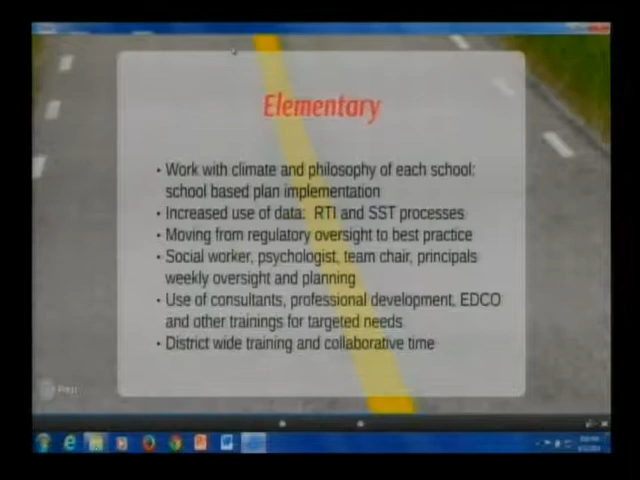 Elementary
• Work with climate and philosophy of each school:
school based plan implementation
• Increased use of data: RTI and SST processes
• Moving from regulatory oversight to best practice
• Social worker, psychologist, team chair, principals
weekly oversight and planning
• Use of consultants, professional development, EDCO
and other trainings for targeted needs
• District wide training and collaborative time